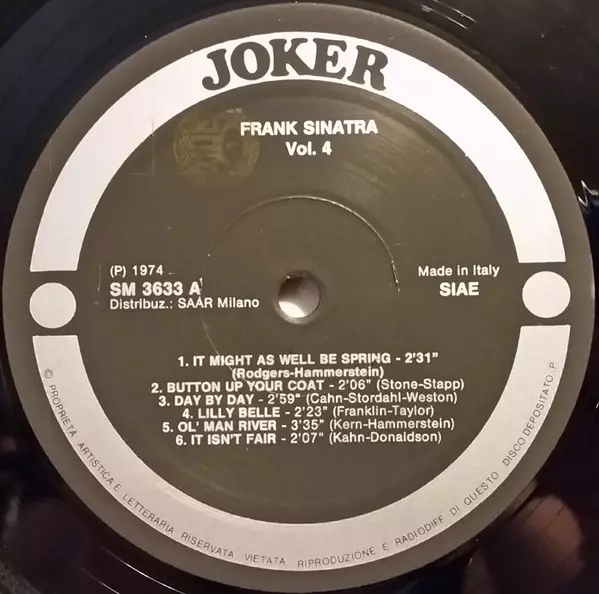 JOKER
FRANK SINATRA
Vol. 4
(P) 1974
SM 3633 A
Distribuz.: SAAR Milano
Made in Italy
SIAE
1. IT MIGHT AS WELL BE SPRING - 2'31"
(Rodgers-Hammerstein)
2. BUTTON UP YOUR COAT - 2'06" (Stone-Stapp)
3. DAY BY DAY - 2'59" (Cahn-Stordahl-Weston)
4. LILLY BELLE - 2'23" (Franklin-Taylor)
5. OL' MAN RIVER - 3'35" (Kern-Hammerstein)
6. IT ISN'T FAIR - 2'07" (Kahn-Donaldson)
© PROPRIETA ARTISTICA E LETTERARIA RISERVATA VIETATA RIPRODUZIONE E RADIODIFF DI QUESTO DISCO DEPOSITATO P